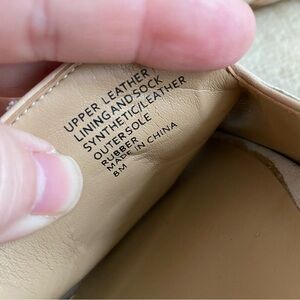 UPPER LEATHER
LINING AND SOCK
SYNTHETIC/LEATHER
OUTERSOLE
RUBBER
MADE IN CHINA
8M